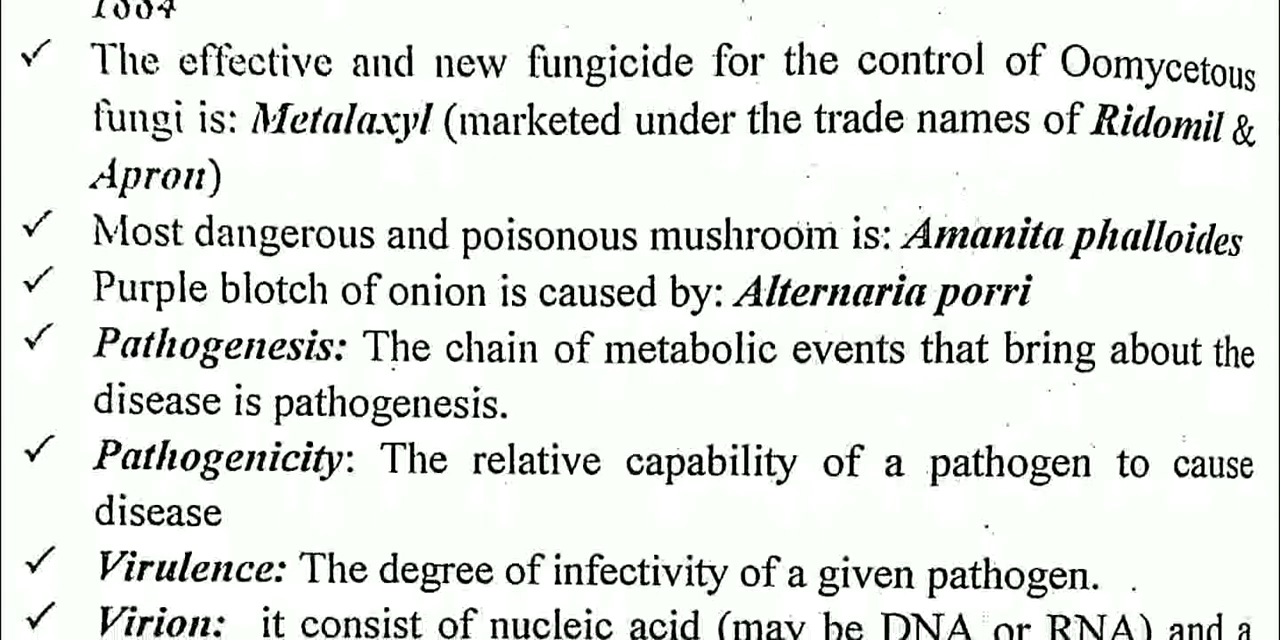 ✓ The effective and new fungicide for the control of Oomycetous
fungi is: Metalaxyl (marketed under the trade names of Ridomil &
Apron)
✓ Most dangerous and poisonous mushroom is: Amanita phalloides
✓ Purple blotch of onion is caused by: Alternaria porri
✓ Pathogenesis: The chain of metabolic events that bring about the
disease is pathogenesis.
✓ Pathogenicity: The relative capability of a pathogen to cause
disease
✓ Virulence: The degree of infectivity of a given pathogen.
✓ Virion: it consist of nucleic acid (may be DNA or RNA) and a